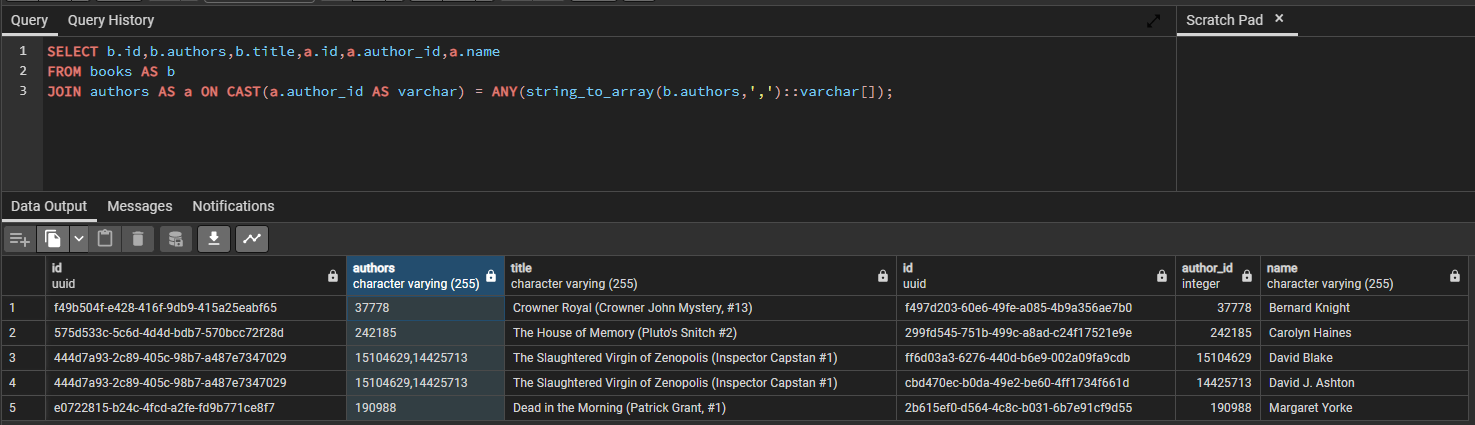 Query Query History Scratch Pad ×
1 SELECT b.id,b.authors,b.title,a.id,a.author_id,a.name
2 FROM books AS b
3 JOIN authors AS a ON CAST(a.author_id AS varchar) = ANY(string_to_array(b.authors,',')::varchar[]);
Data Output Messages Notifications
id authors title id author_id name
uuid character varying (255) character varying (255) uuid integer character varying (255)
1 f49b504f-e428-416f-9db9-415a25eabf65 37778 Crowner Royal (Crowner John Mystery, #13) f497d203-60e6-49fe-a085-4b9a356ae7b0 37778 Bernard Knight
2 575d533c-5c6d-4d4d-bdb7-570bcc72f28d 242185 The House of Memory (Pluto's Snitch #2) 299fd545-751b-499c-a8ad-c24f17521e9e 242185 Carolyn Haines
3 444d7a93-2c89-405c-98b7-a487e7347029 15104629,14425713 The Slaughtered Virgin of Zenopolis (Inspector Capstan #1) ff6d03a3-6276-440d-b6e9-002a09fa9cdb 15104629 David Blake
4 444d7a93-2c89-405c-98b7-a487e7347029 15104629,14425713 The Slaughtered Virgin of Zenopolis (Inspector Capstan #1) cbd470ec-b0da-49e2-be60-4ff1734f661d 14425713 David J. Ashton
5 e0722815-b24c-4fcd-a2fe-fd9b771ce8f7 190988 Dead in the Morning (Patrick Grant, #1) 2b615ef0-d564-4c8c-b031-6b7e91cf9d55 190988 Margaret Yorke